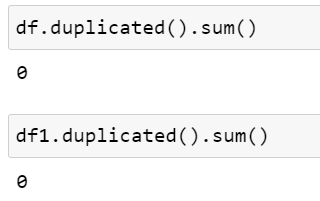 df.duplicated().sum()
0
df1.duplicated().sum()
0